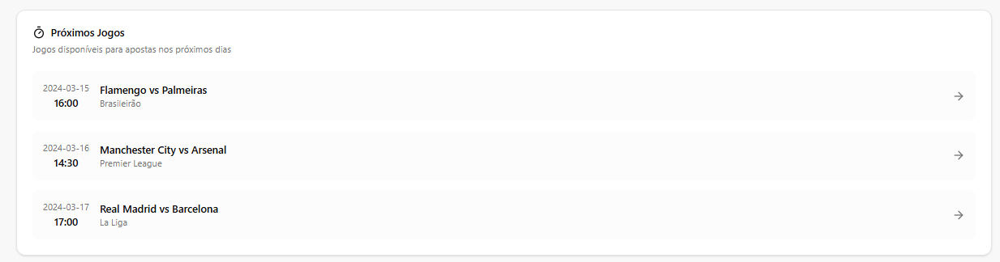 Próximos Jogos
Jogos disponíveis para apostas nos próximos dias
2024-03-15
16:00
Flamengo vs Palmeiras
Brasileirão
2024-03-16
14:30
Manchester City vs Arsenal
Premier League
2024-03-17
17:00
Real Madrid vs Barcelona
La Liga